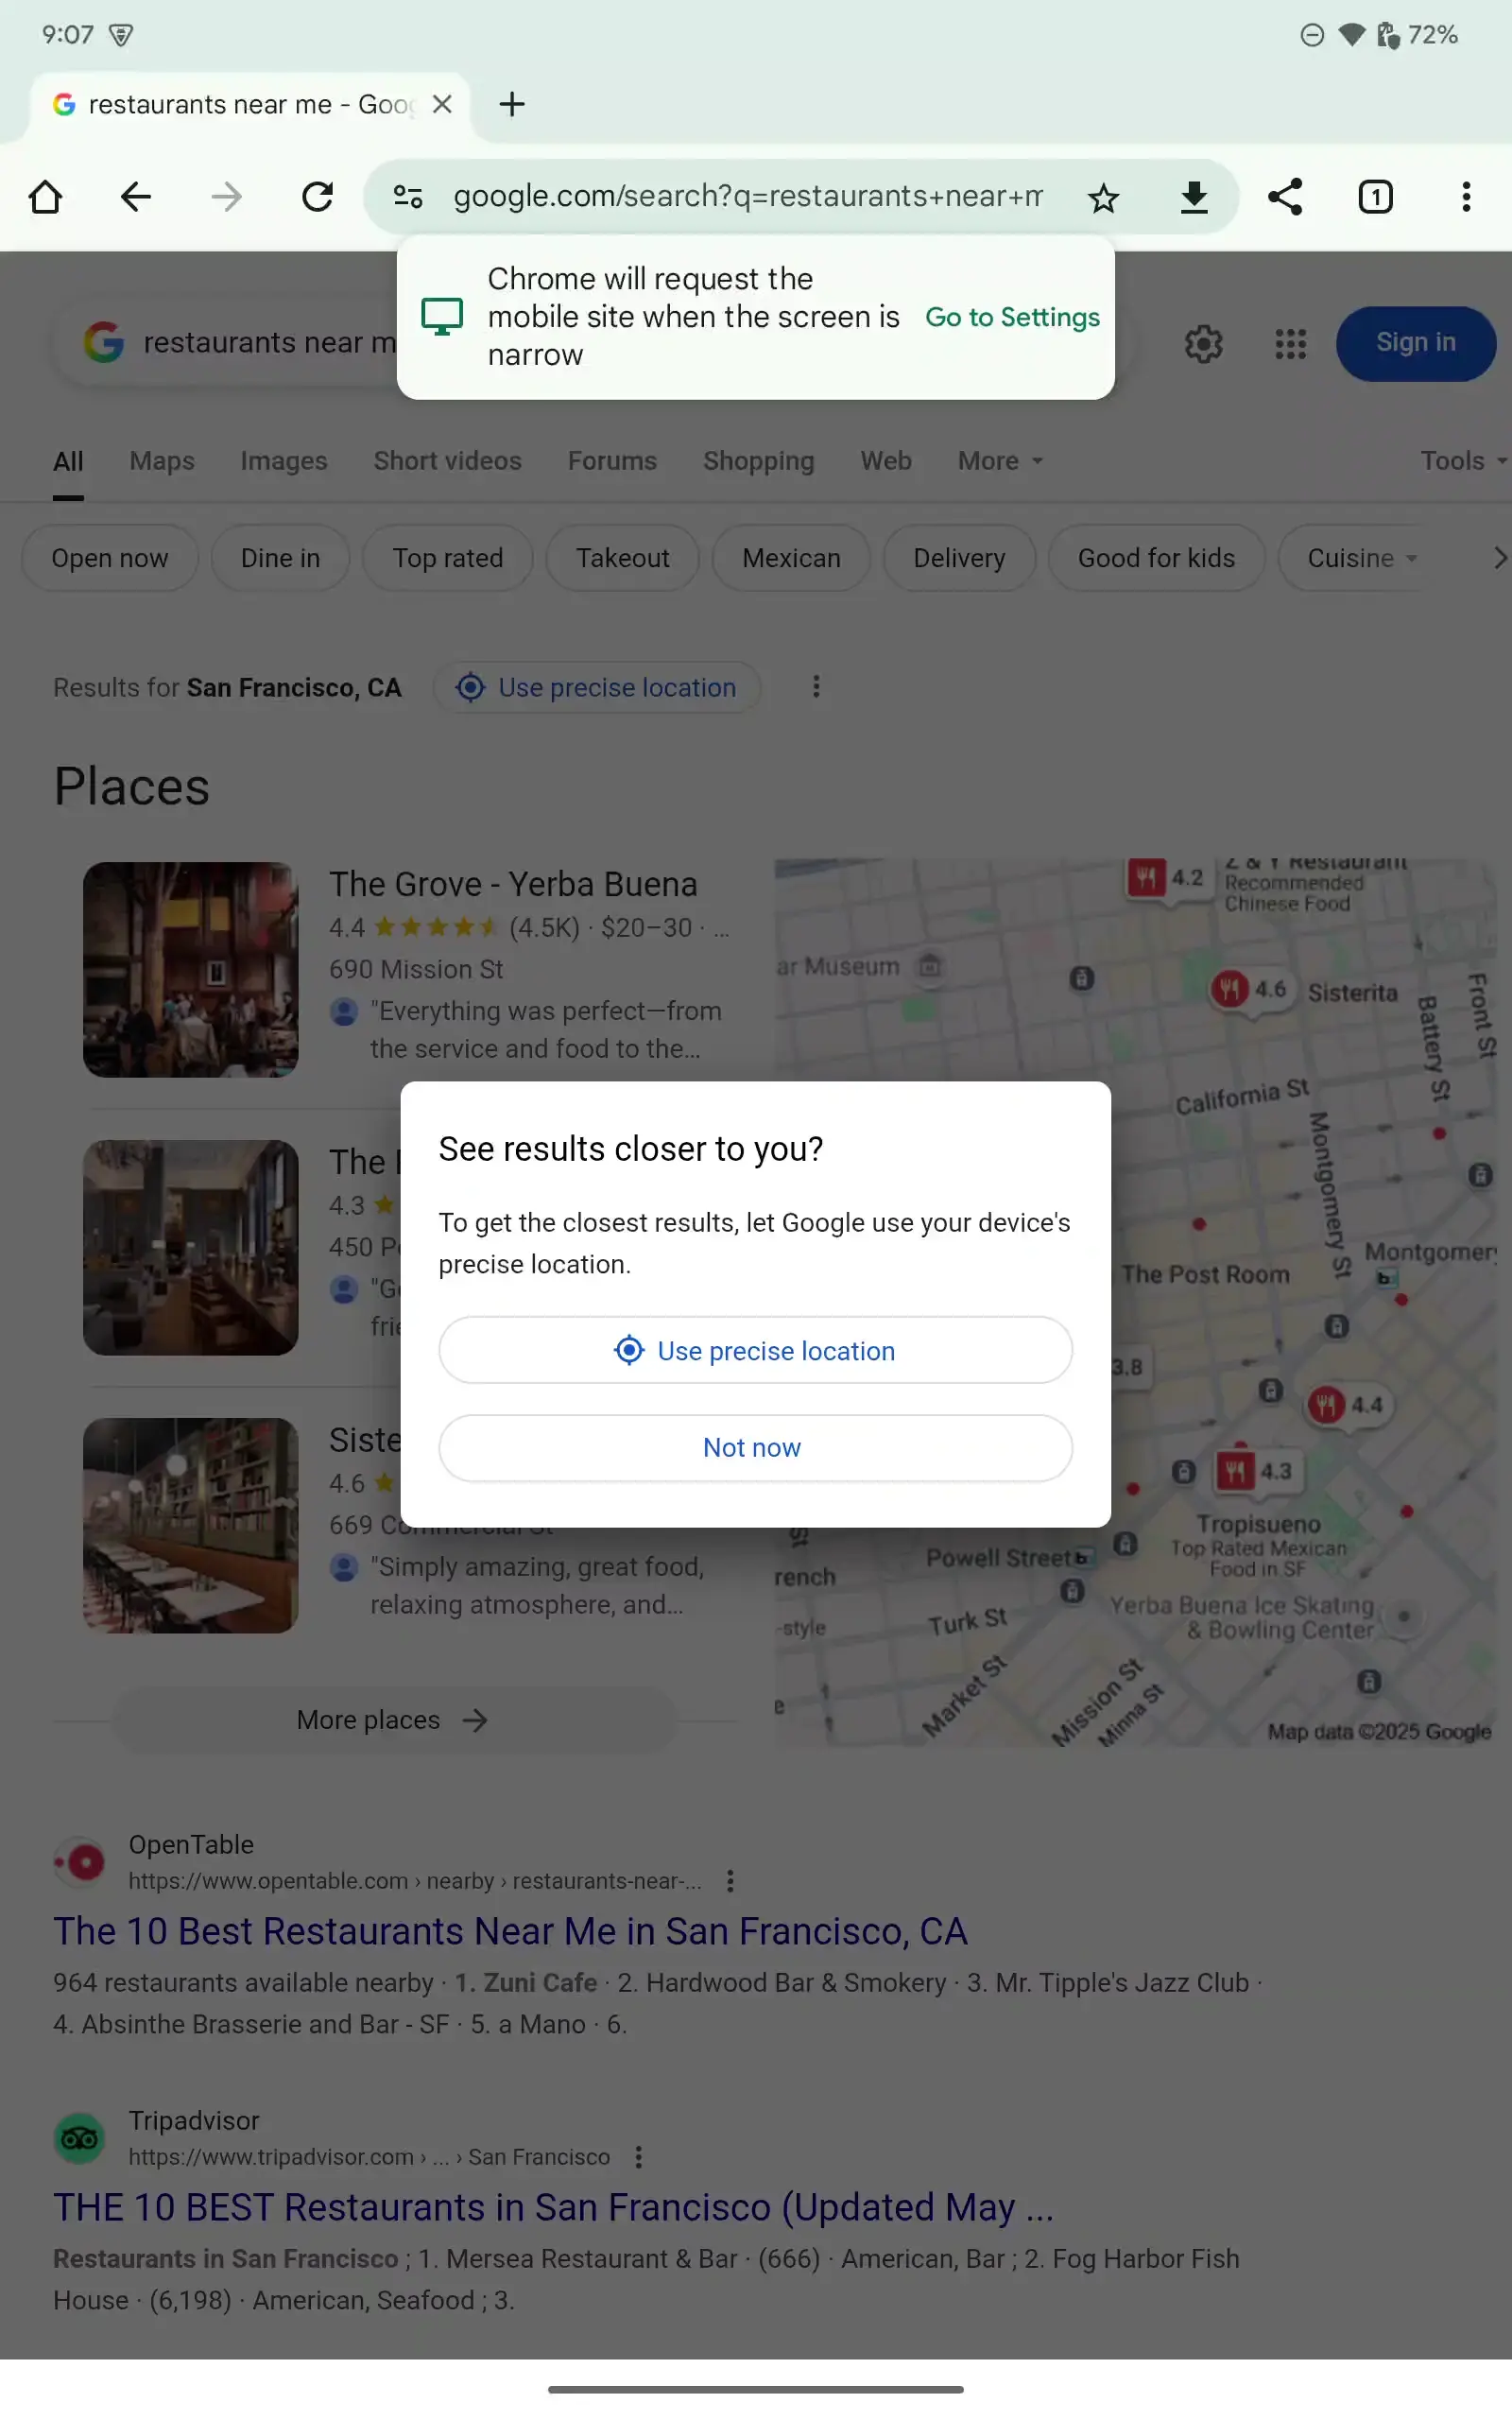 9:07
72%
restaurants near me - Goog
google.com/search?q=restaurants+near+m
1
Chrome will request the
mobile site when the screen is
narrow
Go to Settings
restaurants near m
Sign in
All
Maps
Images
Short videos
Forums
Shopping
Web
More
Tools
Open now
Dine in
Top rated
Takeout
Mexican
Delivery
Good for kids
Cuisine
Results for San Francisco, CA
Use precise location
Places
The Grove - Yerba Buena
4.4 (4.5K) · $20–30 · ...
690 Mission St
"Everything was perfect—from
the service and food to the...
The
4.3
450 P
"G
frie
Siste
4.6
669 Commercial St
"Simply amazing, great food,
relaxing atmosphere, and...
More places
4.2
Z & Y Restaurant
Recommended
Chinese Food
ar Museum
4.6
Sisterita
Battery St
Front St
California St
Montgomery St
Montgomery
The Post Room
3.8
4.4
4.3
Tropisueno
Top Rated Mexican
Food in SF
St
Powell Street
rench
-style
Turk St
Yerba Buena Ice Skating
& Bowling Center
e
Market St
Mission St
Minna St
Map data ©2025 Google
See results closer to you?
To get the closest results, let Google use your device's
precise location.
Use precise location
Not now
OpenTable
https://www.opentable.com › nearby › restaurants-near-...
The 10 Best Restaurants Near Me in San Francisco, CA
964 restaurants available nearby · 1. Zuni Cafe · 2. Hardwood Bar & Smokery · 3. Mr. Tipple's Jazz Club ·
4. Absinthe Brasserie and Bar - SF · 5. a Mano · 6.
Tripadvisor
https://www.tripadvisor.com › ... › San Francisco
THE 10 BEST Restaurants in San Francisco (Updated May ...
Restaurants in San Francisco ; 1. Mersea Restaurant & Bar · (666) · American, Bar ; 2. Fog Harbor Fish
House · (6,198) · American, Seafood ; 3.